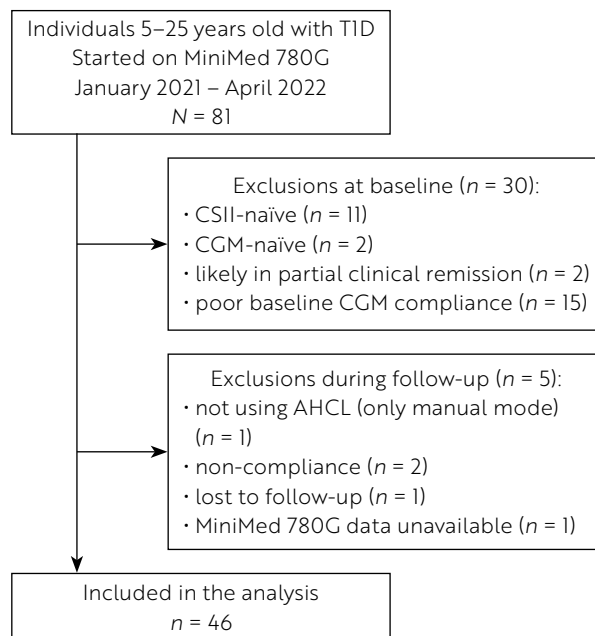 Individuals 5–25 years old with T1D
Started on MiniMed 780G
January 2021 – April 2022
N = 81
Exclusions at baseline (n = 30):
· CSII-naïve (n = 11)
· CGM-naïve (n = 2)
· likely in partial clinical remission (n = 2)
· poor baseline CGM compliance (n = 15)
Exclusions during follow-up (n = 5):
· not using AHCL (only manual mode)
(n = 1)
· non-compliance (n = 2)
· lost to follow-up (n = 1)
· MiniMed 780G data unavailable (n = 1)
Included in the analysis
n = 46